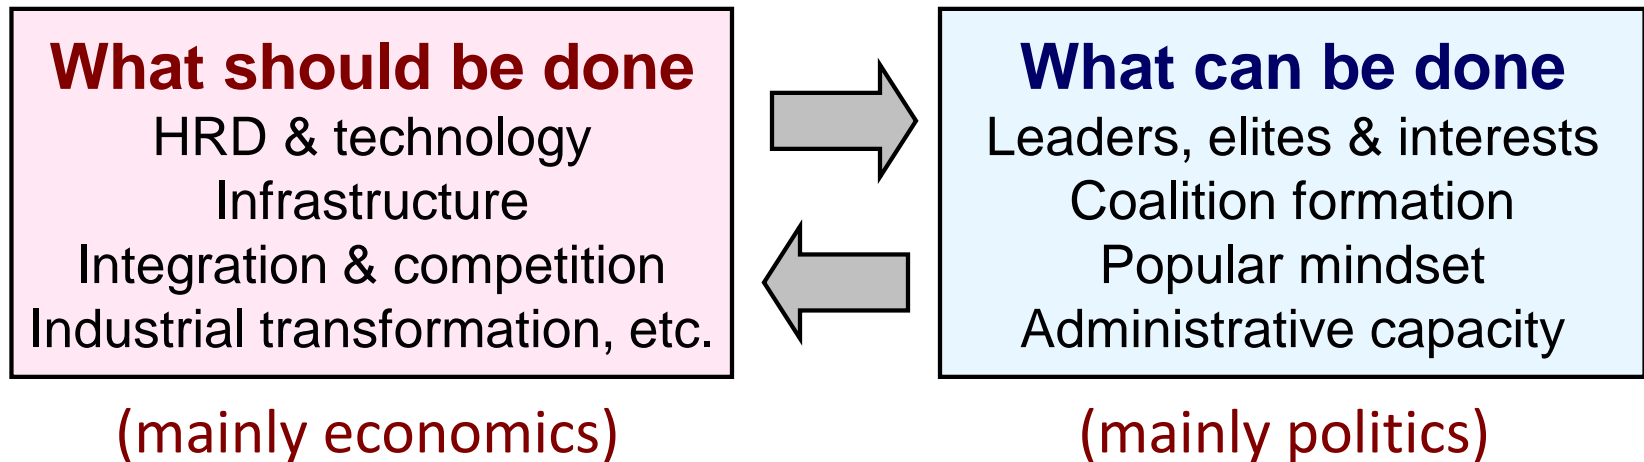 What should be done
HRD & technology
Infrastructure
Integration & competition
Industrial transformation, etc.
(mainly economics)
What can be done
Leaders, elites & interests
Coalition formation
Popular mindset
Administrative capacity
(mainly politics)